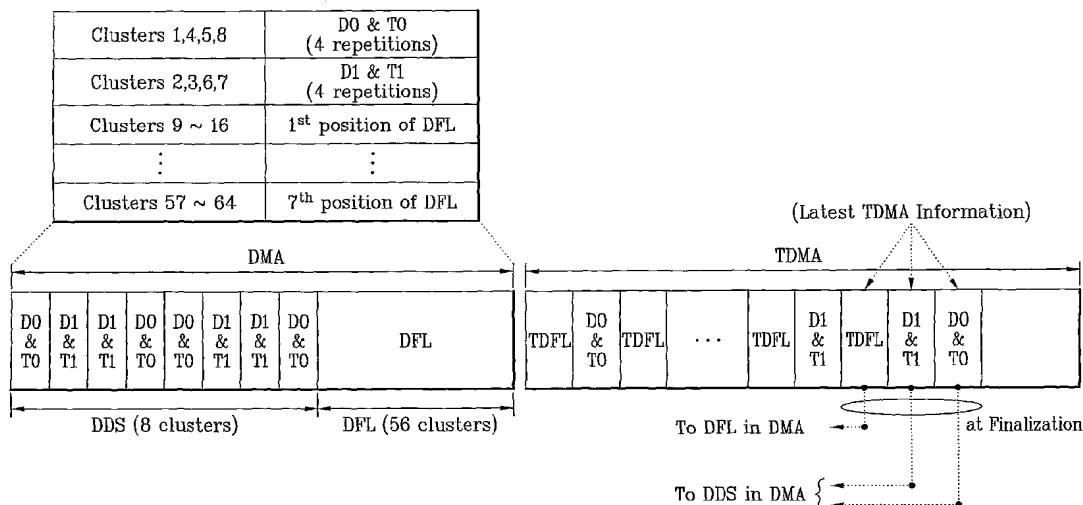 Clusters 1,4,5,8
D0 & T0
(4 repetitions)
Clusters 2,3,6,7
D1 & T1
(4 repetitions)
Clusters 9 ~ 16
1st position of DFL
⋮
⋮
Clusters 57 ~ 64
7th position of DFL
(Latest TDMA Information)
DMA
TDMA
D0 & T0
D1 & T1
D1 & T1
D0 & T0
D0 & T0
D1 & T1
D1 & T1
D0 & T0
DFL
TDFL
D0 & T0
TDFL
···
TDFL
D1 & T1
TDFL
D1 & T1
D0 & T0
DDS (8 clusters)
DFL (56 clusters)
To DFL in DMA
at Finalization
To DDS in DMA {